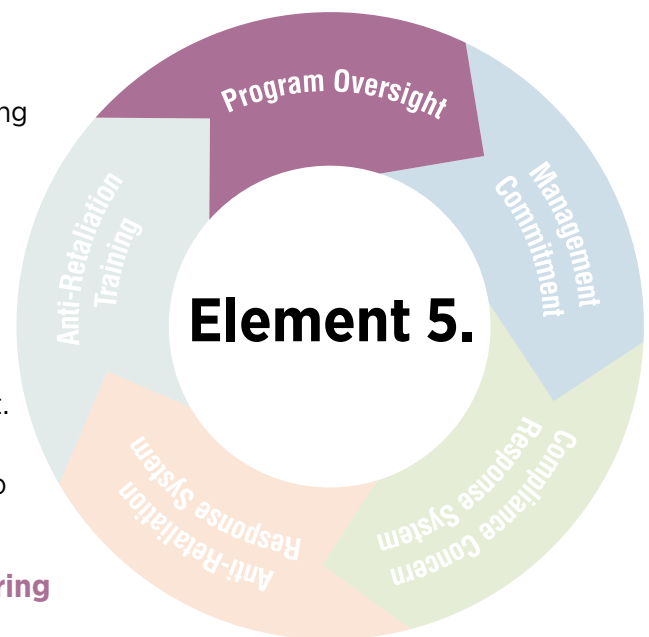 Program Oversight
Management
Commitment
Compliance Concern
Response System
Anti-Retaliation
Response System
Anti-Retaliation
Training
Element 5.
ng
t.
o
ring